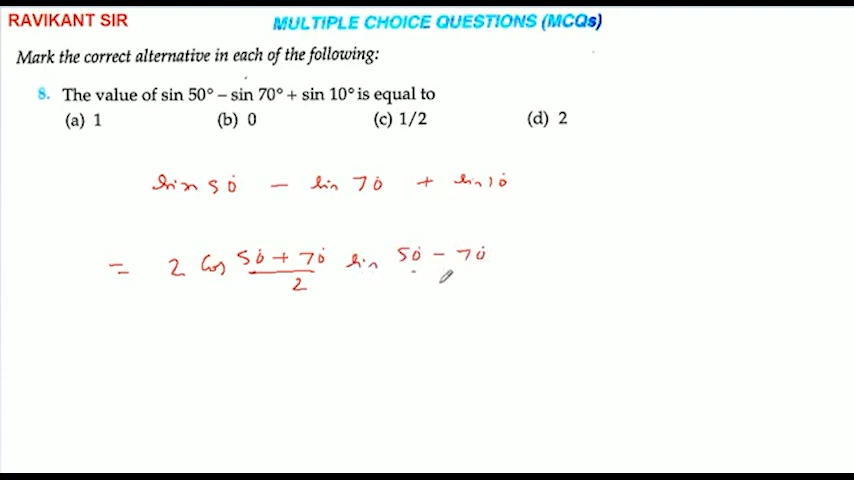 RAVIKANT SIR
MULTIPLE CHOICE QUESTIONS (MCQs)
Mark the correct alternative in each of the following:
8. The value of sin 50° – sin 70° + sin 10° is equal to
(a) 1 (b) 0 (c) 1/2 (d) 2
sin 50° - sin 70° + sin 10°
= 2 cos (50° + 70°)/2 sin 50° - 70°